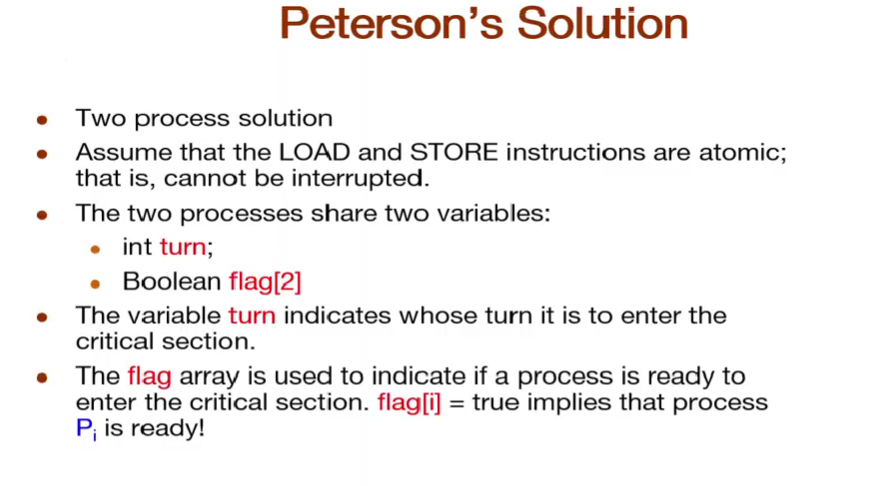 Peterson's Solution
Two process solution
Assume that the LOAD and STORE instructions are atomic;
that is, cannot be interrupted.
The two processes share two variables:
int turn;
Boolean flag[2]
The variable turn indicates whose turn it is to enter the
critical section.
The flag array is used to indicate if a process is ready to
enter the critical section. flag[i] = true implies that process
Pi is ready!